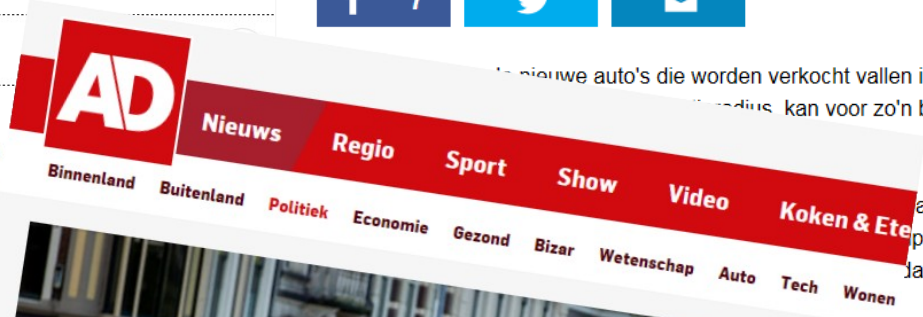 nieuwe auto's die worden verkocht vallen
kan voor zo'n
AD
Nieuws Regio Sport Show Video Koken & Ete
Binnenland Buitenland Politiek Economie Gezond Bizar Wetenschap Auto Tech Wonen